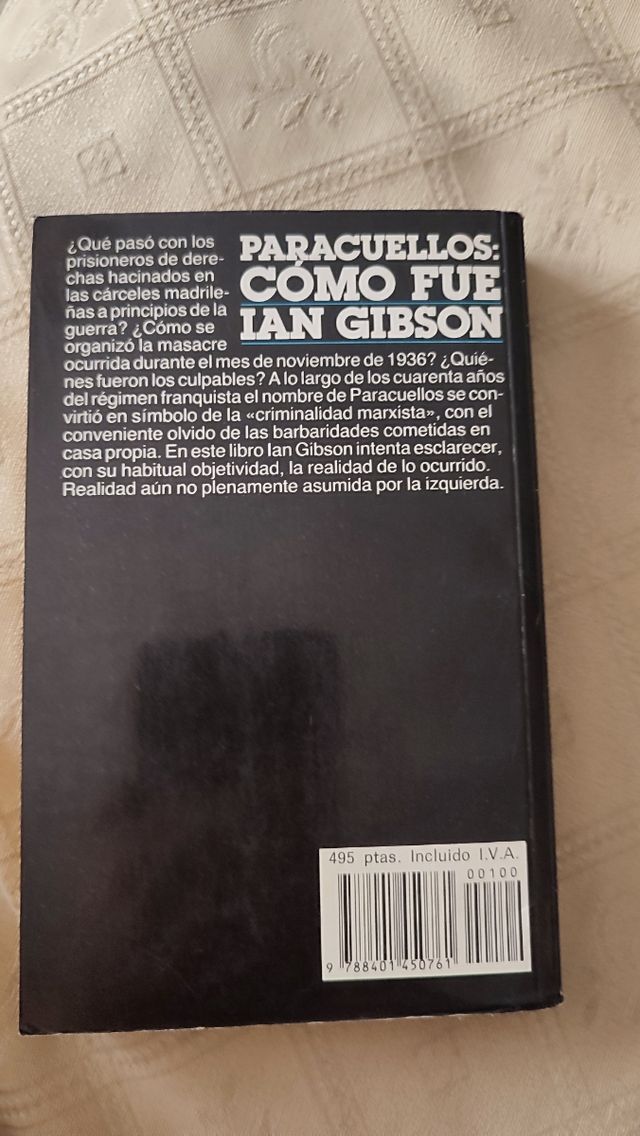 ¿Qué pasó con los
prisioneros de dere-
chas hacinados en
las cárceles madrile-
ñas a principios de la
guerra? ¿Cómo se
organizó la masacre
PARACUELLOS:
CÓMO FUE
IAN GIBSON
ocurrida durante el mes de noviembre de 1936? ¿Quié-
nes fueron los culpables? A lo largo de los cuarenta años
del régimen franquista el nombre de Paracuellos se con-
virtió en símbolo de la «criminalidad marxista», con el
conveniente olvido de las barbaridades cometidas en
casa propia. En este libro Ian Gibson intenta esclarecer,
con su habitual objetividad, la realidad de lo ocurrido.
Realidad aún no plenamente asumida por la izquierda.
495 ptas. Incluido I.V.A.
00100
9 788401 450761